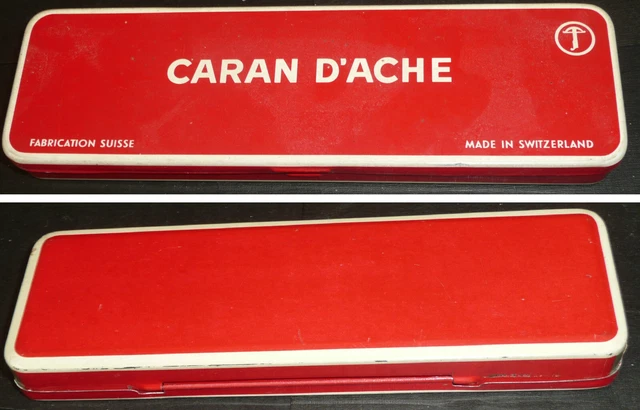 CARAN D'ACHE
FABRICATION SUISSE
MADE IN SWITZERLAND